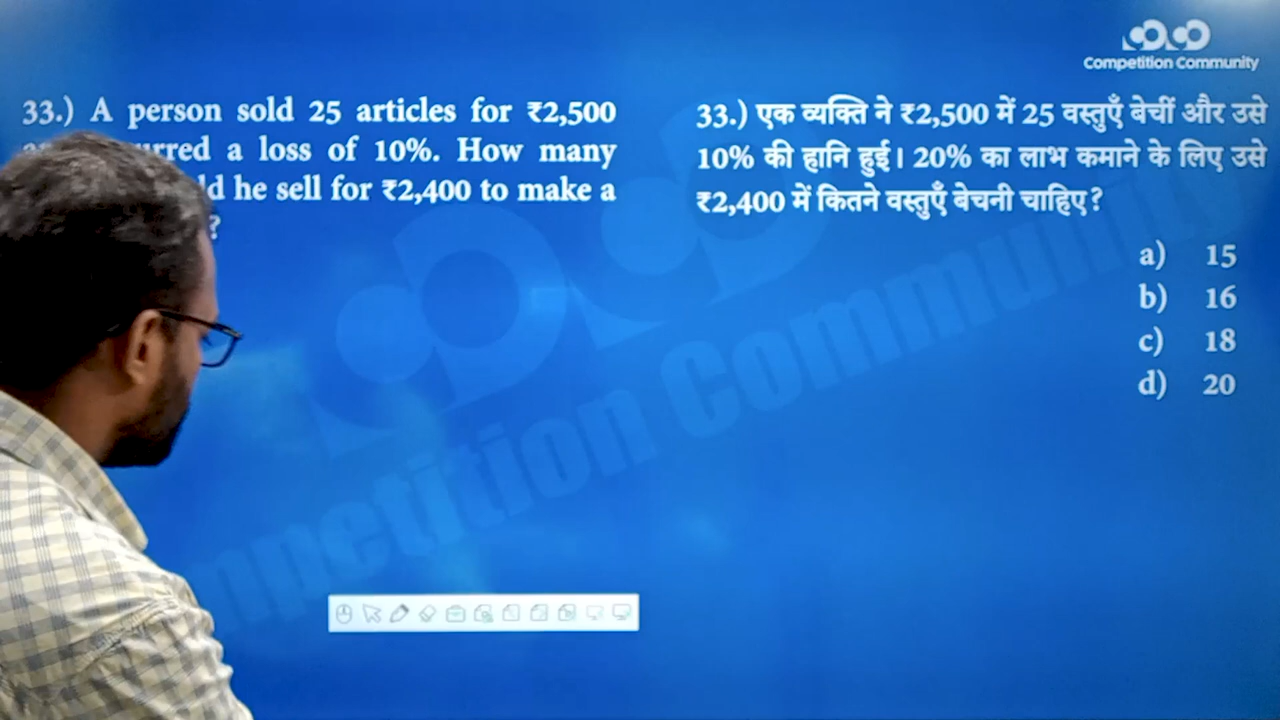 Competition Community
33.) A person sold 25 articles for ₹2,500
a loss of 10%. How many
he sell for ₹2,400 to make a
?
33.) एक व्यक्ति ने ₹2,500 में 25 वस्तुएँ बेचीं और उसे
10% की हानि हुई। 20% का लाभ कमाने के लिए उसे
₹2,400 में कितने वस्तुएँ बेचनी चाहिए?
a) 15
b) 16
c) 18
d) 20
Competition Community